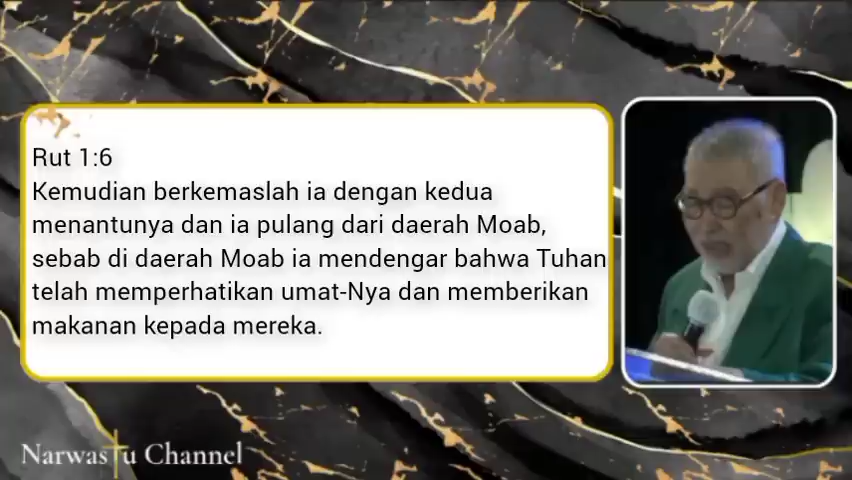 Rut 1:6
Kemudian berkemaslah ia dengan kedua
menantunya dan ia pulang dari daerah Moab,
sebab di daerah Moab ia mendengar bahwa Tuhan
telah memperhatikan umat-Nya dan memberikan
makanan kepada mereka.
Narwastu Channel